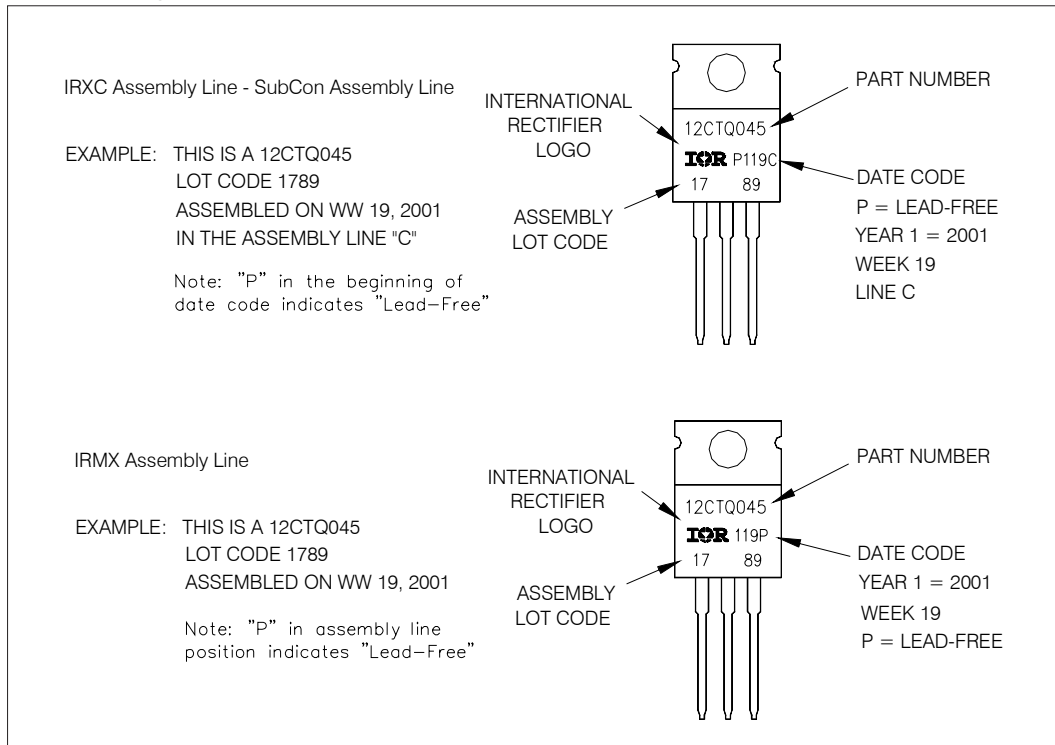 IRXC Assembly Line - SubCon Assembly Line
EXAMPLE: THIS IS A 12CTQ045
LOT CODE 1789
ASSEMBLED ON WW 19, 2001
IN THE ASSEMBLY LINE "C"
Note: "P" in the beginning of
date code indicates "Lead-Free"
INTERNATIONAL
RECTIFIER
LOGO
ASSEMBLY
LOT CODE
12CTQ045
IOR P119C
17 89
PART NUMBER
DATE CODE
P = LEAD-FREE
YEAR 1 = 2001
WEEK 19
LINE C
IRMX Assembly Line
EXAMPLE: THIS IS A 12CTQ045
LOT CODE 1789
ASSEMBLED ON WW 19, 2001
Note: "P" in assembly line
position indicates "Lead-Free"
INTERNATIONAL
RECTIFIER
LOGO
ASSEMBLY
LOT CODE
12CTQ045
IOR 119P
17 89
PART NUMBER
DATE CODE
YEAR 1 = 2001
WEEK 19
P = LEAD-FREE